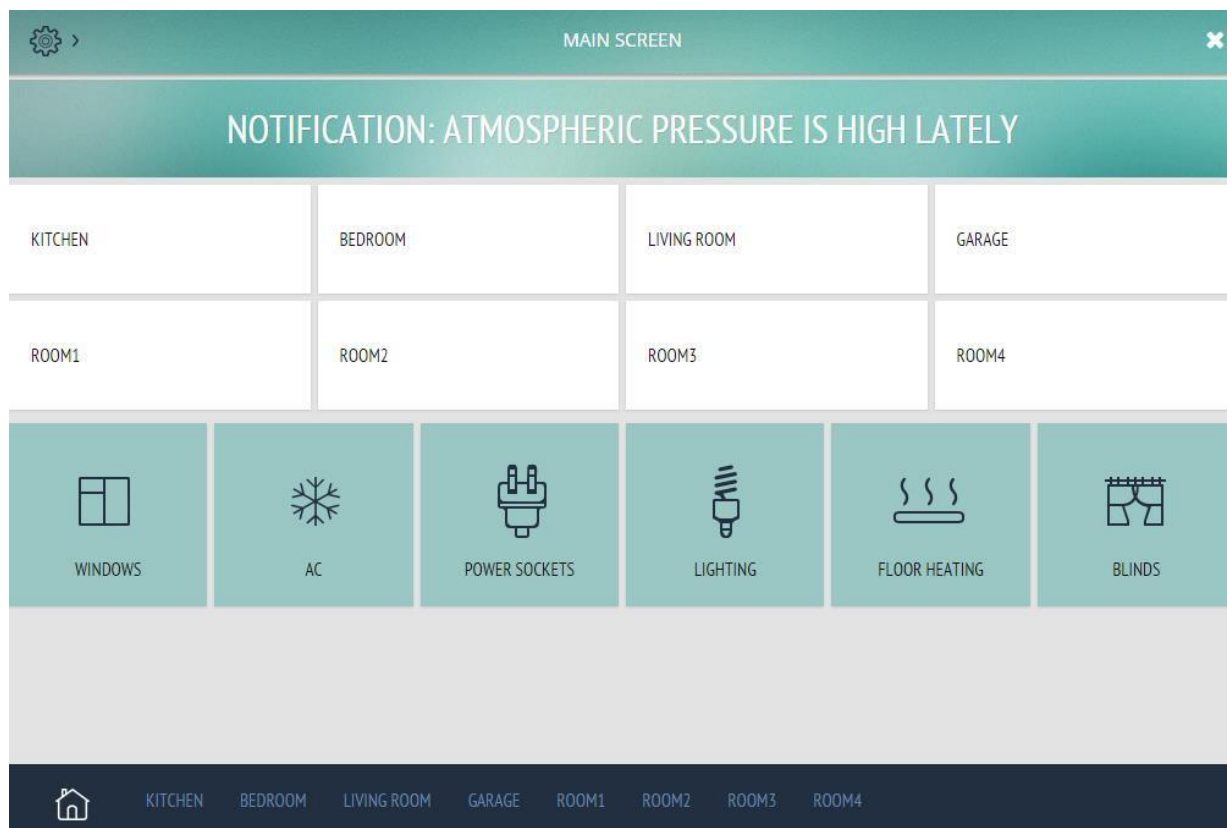 MAIN SCREEN
NOTIFICATION: ATMOSPHERIC PRESSURE IS HIGH LATELY
KITCHEN BEDROOM LIVING ROOM GARAGE
ROOM1 ROOM2 ROOM3 ROOM4
WINDOWS AC POWER SOCKETS LIGHTING FLOOR HEATING BLINDS
KITCHEN BEDROOM LIVING ROOM GARAGE ROOM1 ROOM2 ROOM3 ROOM4